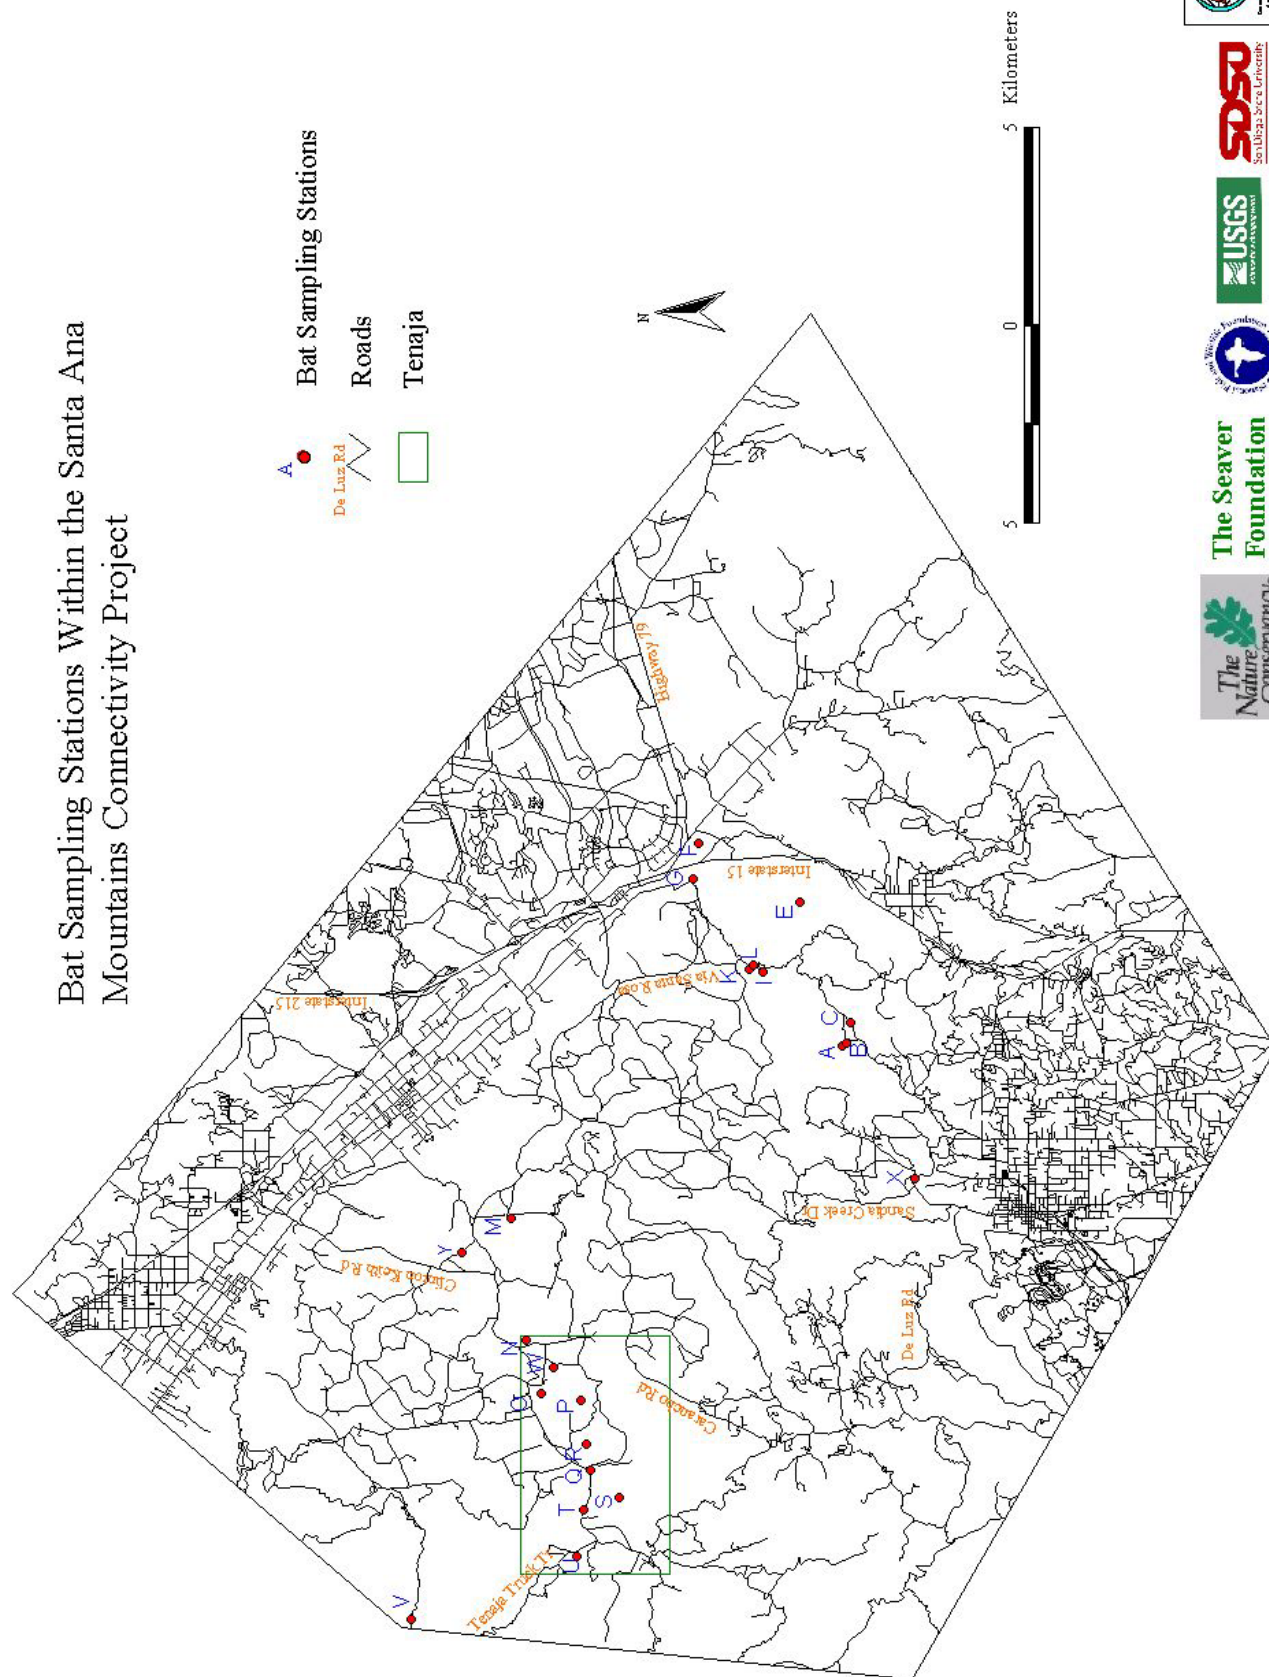 Bat Sampling Stations Within the Santa Ana
Mountains Connectivity Project
A
Bat Sampling Stations
De Luz Rd
Roads
Tenaja
N
5
0
5
Kilometers
V
Tenaja Truck Tr
U
T
S
Q
R
P
O
W
N
Y
M
Clinton Keith Rd
Interstate 215
Carancho Rd
De Luz Rd
Sandia Creek Dr
X
A
B
C
Via Santa Rosa
K
L
I
E
G
F
Interstate 15
Highway 79
The
Nature
Conservancy
The Seaver
Foundation
USGS
SDSU
San Diego State University